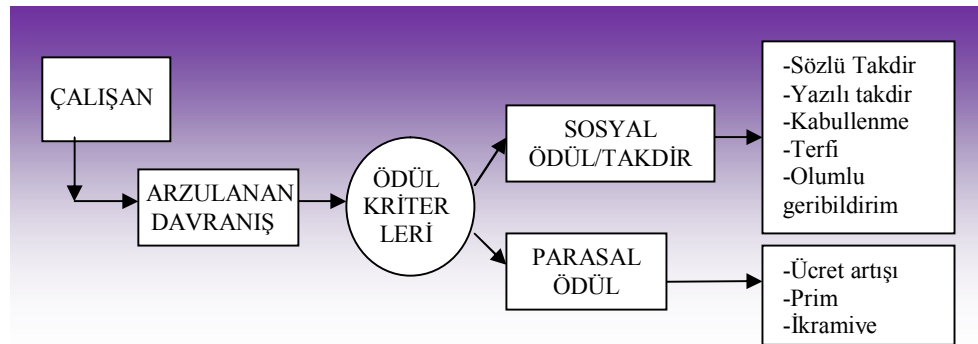 ÇALIŞAN
ARZULANAN
DAVRANIŞ
ÖDÜL
KRİTER
LERİ
SOSYAL
ÖDÜL/TAKDİR
-Sözlü Takdir
-Yazılı takdir
-Kabullenme
-Terfi
-Olumlu
geribildirim
PARASAL
ÖDÜL
-Ücret artışı
-Prim
-İkramiye